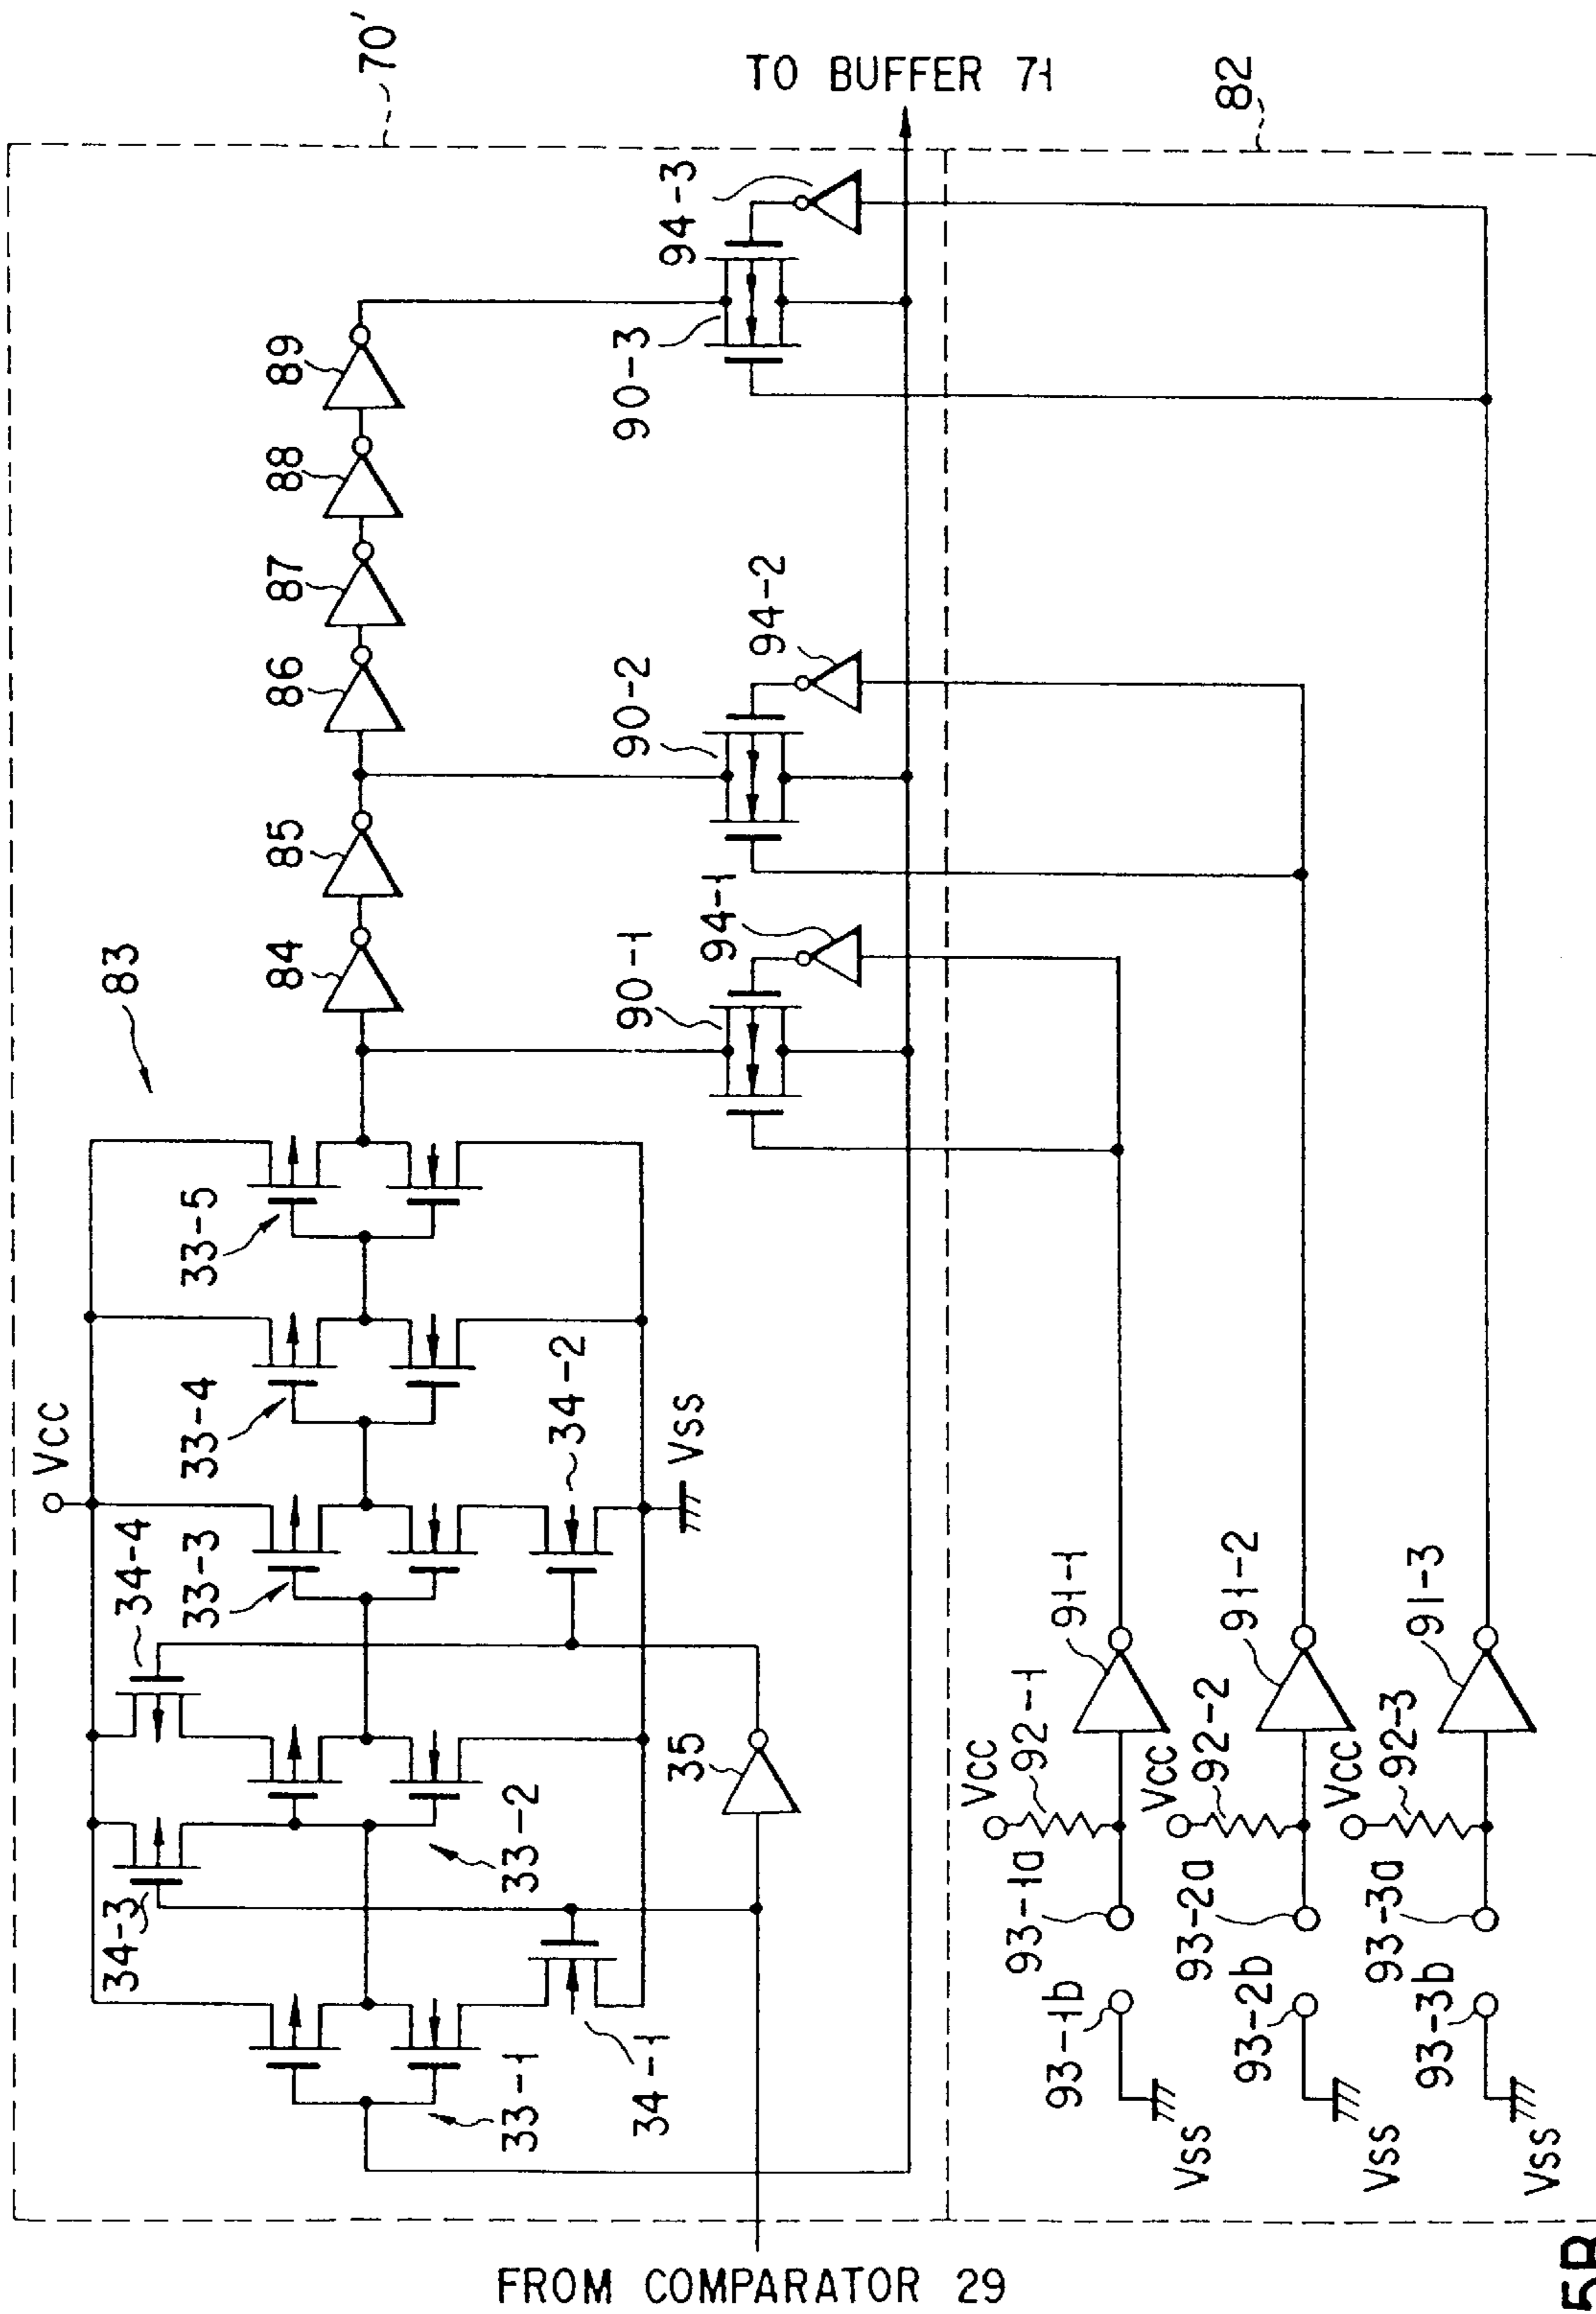 70'
TO BUFFER 71
82
94-3
90-3
89
88
87
86
94-2
90-2
85
94-1
90-1
84
83
33-5
33-4
34-2
VCC
VSS
33-3
34-4
35
33-2
34-3
34-1
33-1
91-1
91-2
91-3
VCC 92-1
VCC 92-2
VCC 92-3
93-1a
93-2a
93-3a
93-1b
93-2b
93-3b
VSS
VSS
VSS
FROM COMPARATOR 29
5B